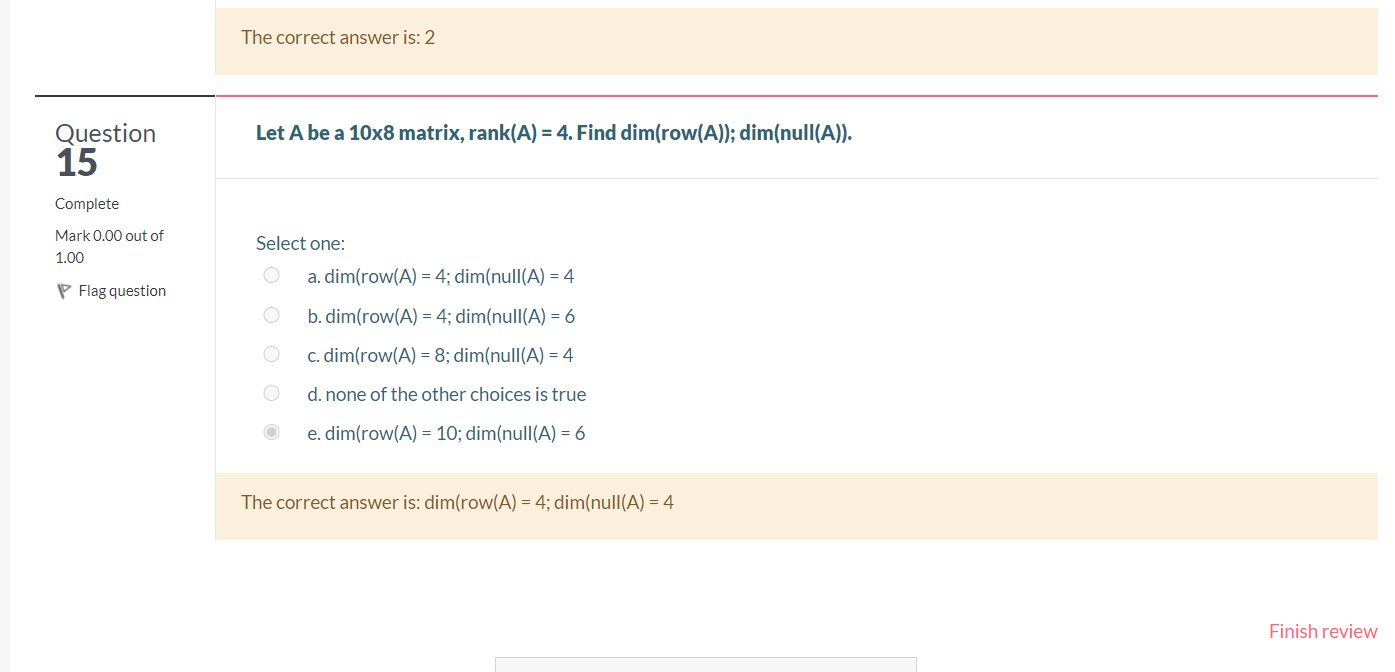 The correct answer is: 2
Question
15
Complete
Mark 0.00 out of
1.00
Flag question
Let A be a 10x8 matrix, rank(A) = 4. Find dim(row(A)); dim(null(A)).
Select one:
a. dim(row(A) = 4; dim(null(A) = 4
b. dim(row(A) = 4; dim(null(A) = 6
c. dim(row(A) = 8; dim(null(A) = 4
d. none of the other choices is true
e. dim(row(A) = 10; dim(null(A) = 6
The correct answer is: dim(row(A) = 4; dim(null(A) = 4
Finish review